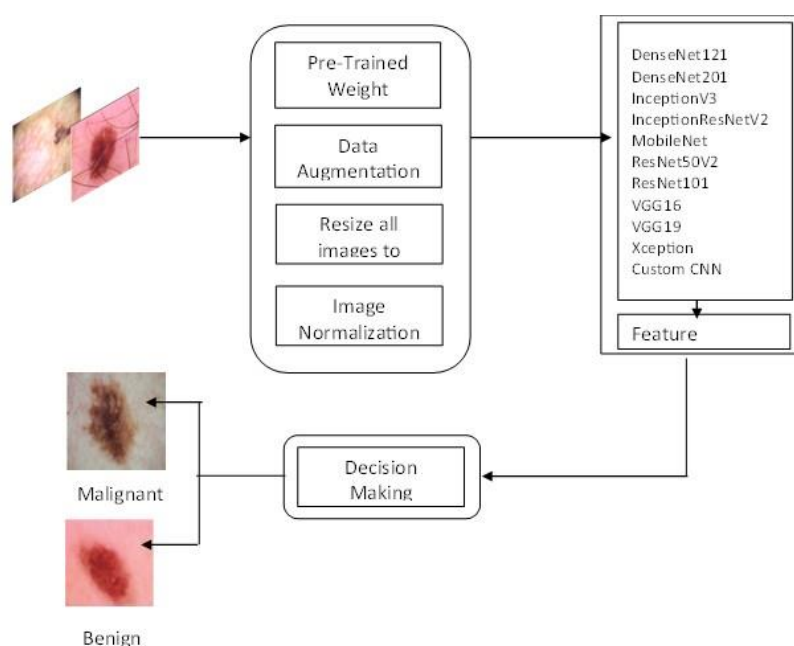 Pre-Trained
Weight
Data
Augmentation
Resize all
images to
Image
Normalization
DenseNet121
DenseNet201
InceptionV3
InceptionResNetV2
MobileNet
ResNet50V2
ResNet101
VGG16
VGG19
Xception
Custom CNN
Feature
Decision
Making
Malignant
Benign